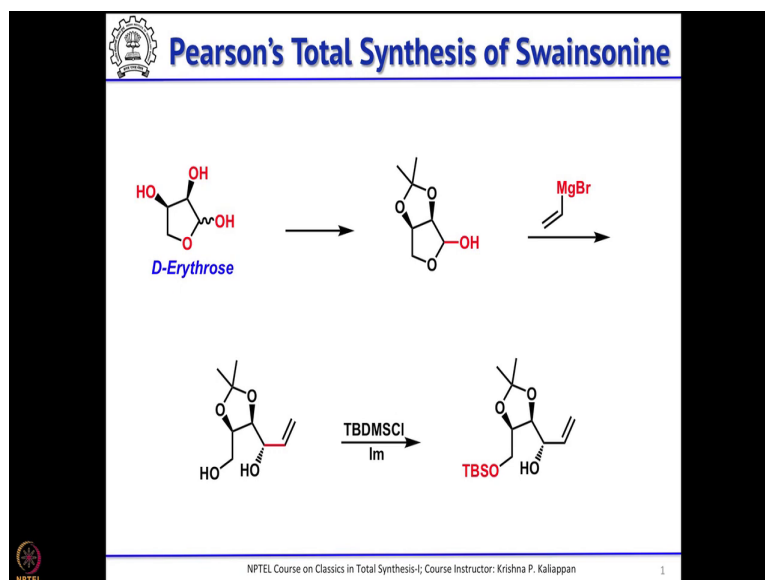 Pearson's Total Synthesis of Swainsonine
OH
HO
OH
O
D-Erythrose
O
O
OH
O
MgBr
O
O
HO
HO
TBDMSCl
Im
O
O
TBSO
HO
NPTEL Course on Classics in Total Synthesis-I; Course Instructor: Krishna P. Kaliappan
1
NPTEL